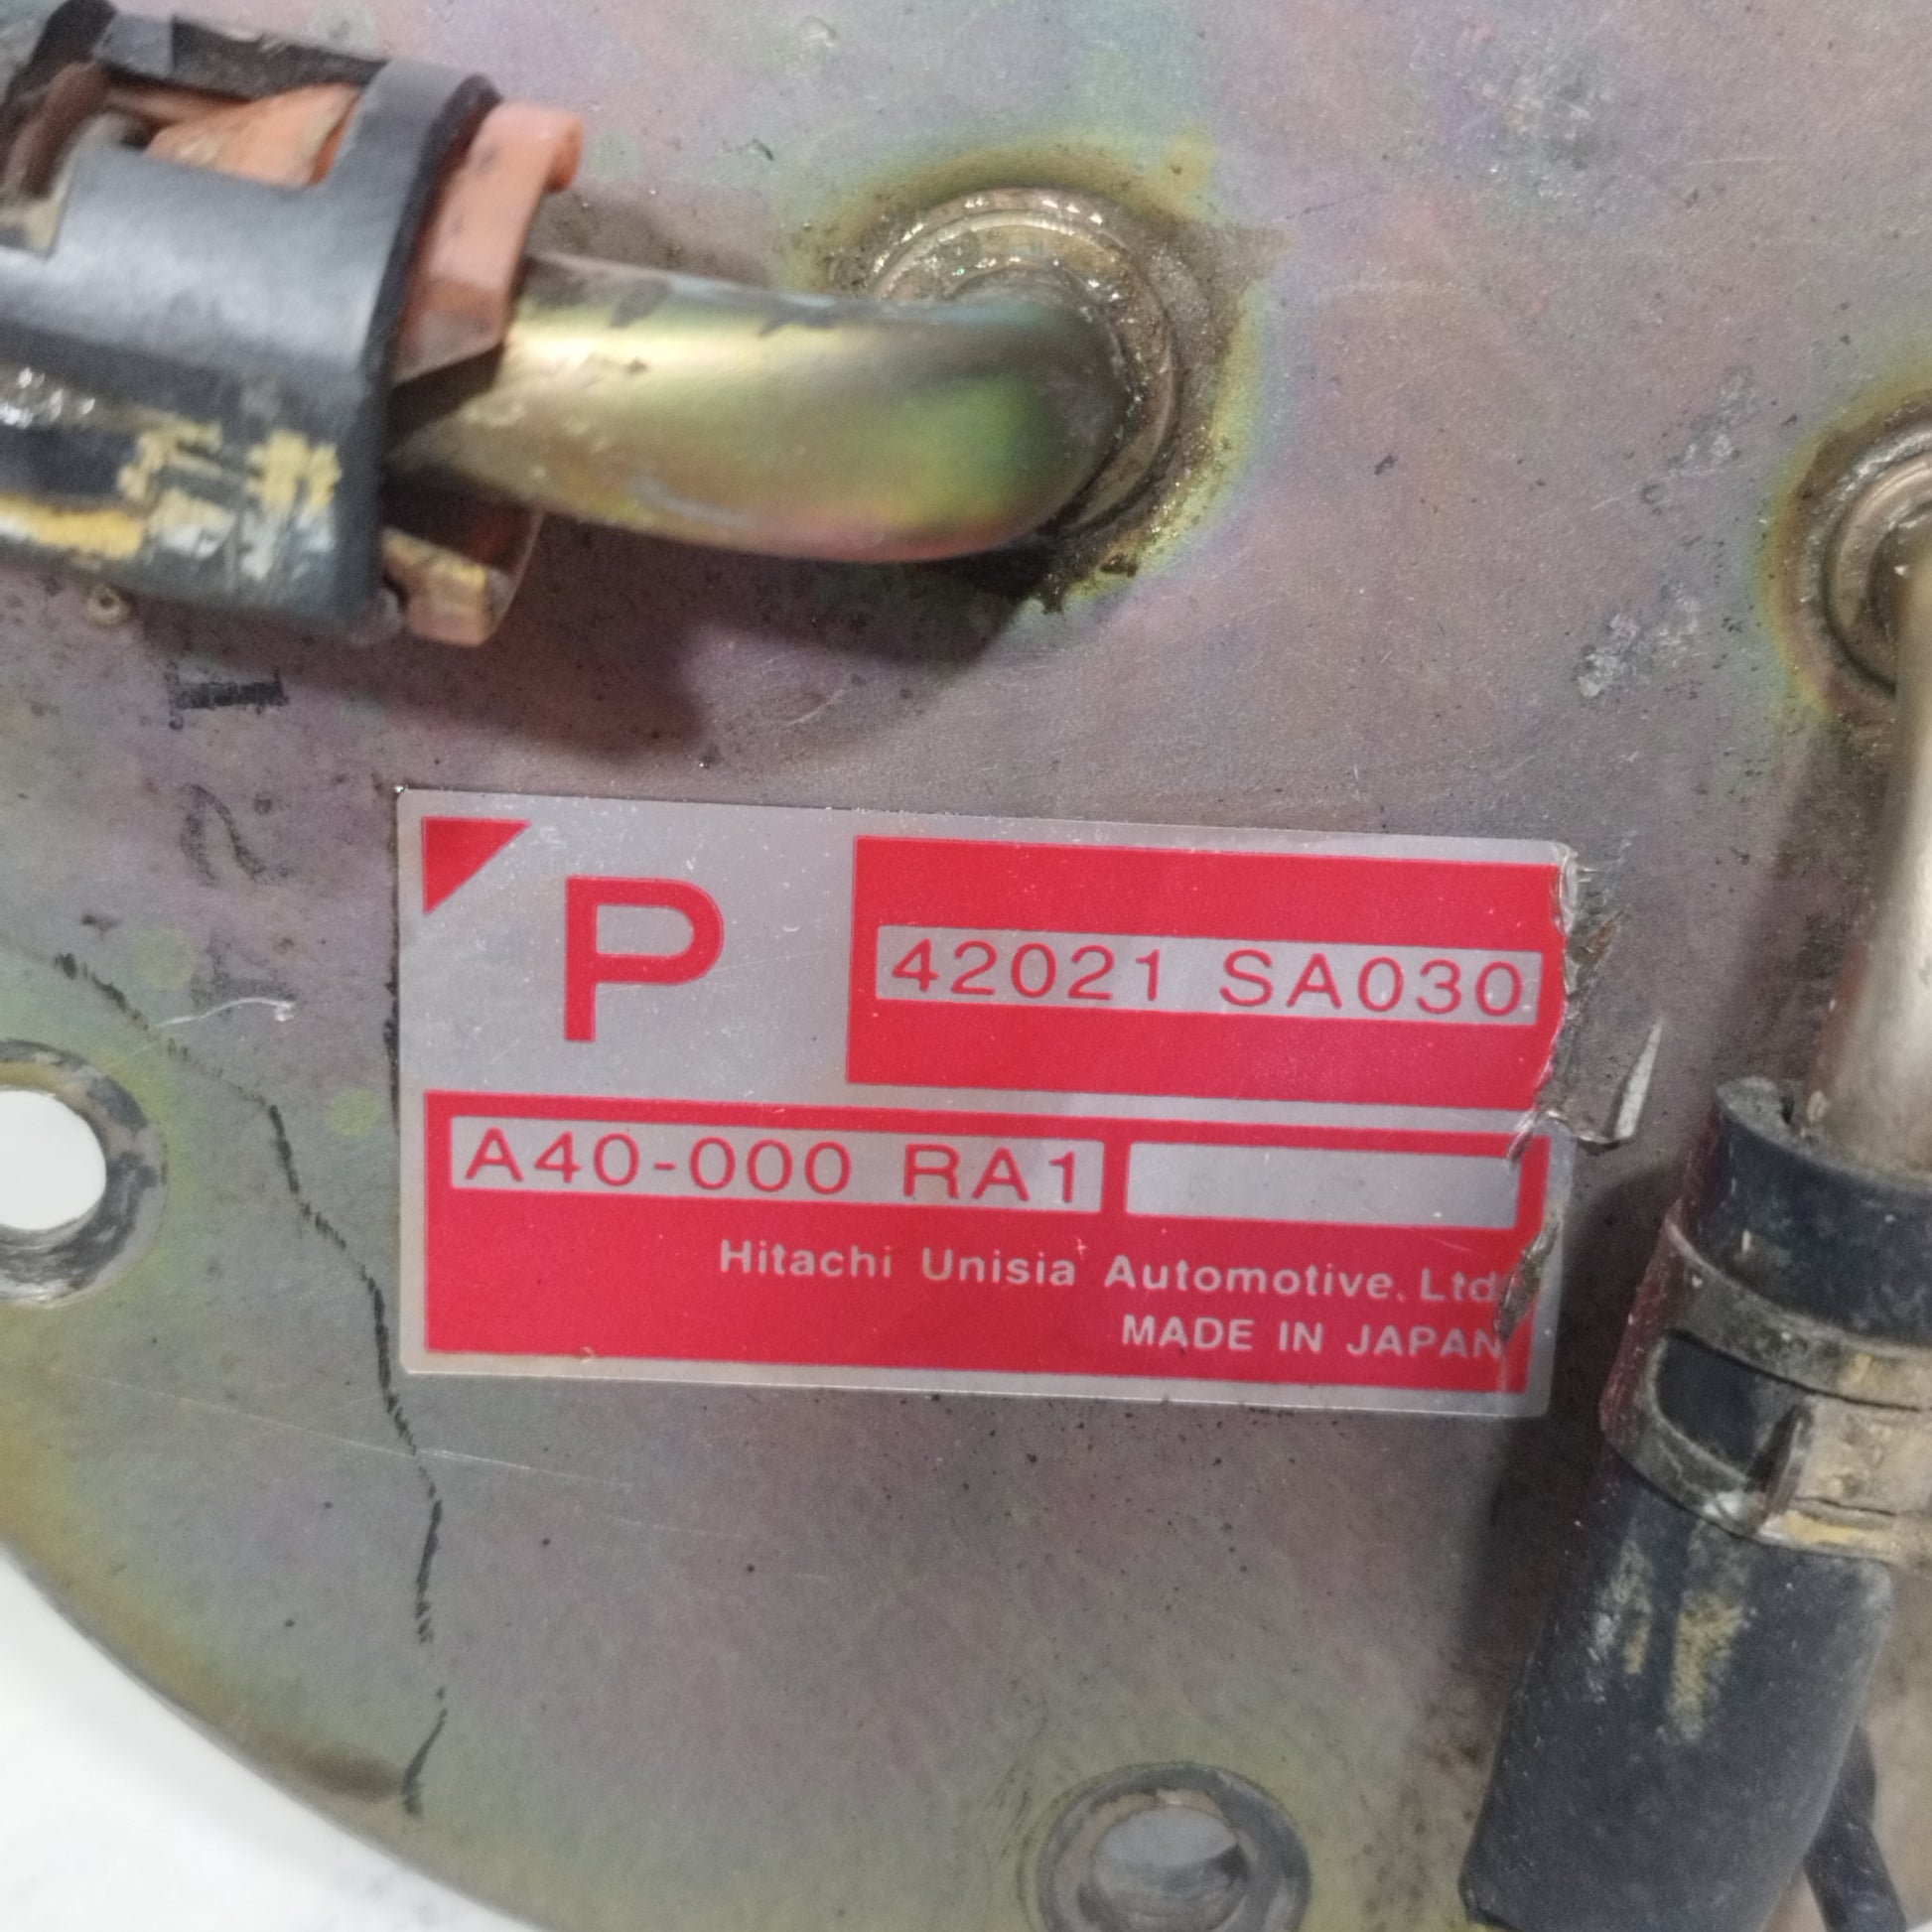 P
42021 SA030
A40-000 RA1
Hitachi Unisia Automotive, Ltd
MADE IN JAPAN